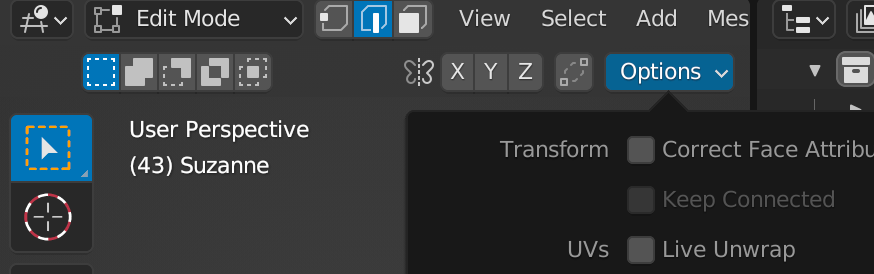 Edit Mode View Select Add Mes
X Y Z Options
User Perspective
(43) Suzanne
Transform Correct Face Attribu
Keep Connected
UVs Live Unwrap